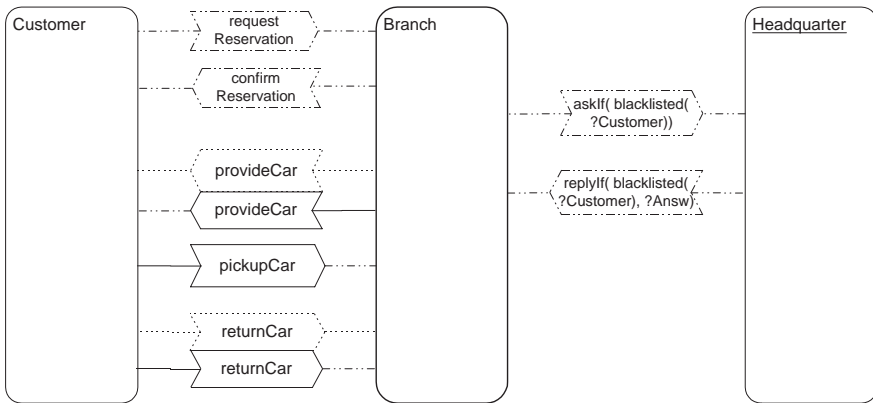 Customer
request
Reservation
Branch
Headquarter
confirm
Reservation
askIf( blacklisted(
?Customer))
provideCar
replyIf( blacklisted(
?Customer), ?Answ)
provideCar
pickupCar
returnCar
returnCar